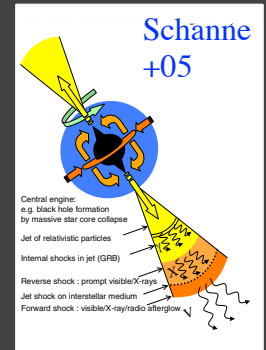 Schanne
+05
Central engine:
e.g. black hole formation
by massive star core collapse
Jet of relativistic particles
Internal shocks in jet (GRB)
Reverse shock : prompt visible/X-rays
Jet shock on interstellar medium
Forward shock : visible/X-ray/radio afterglow
γ
X
V